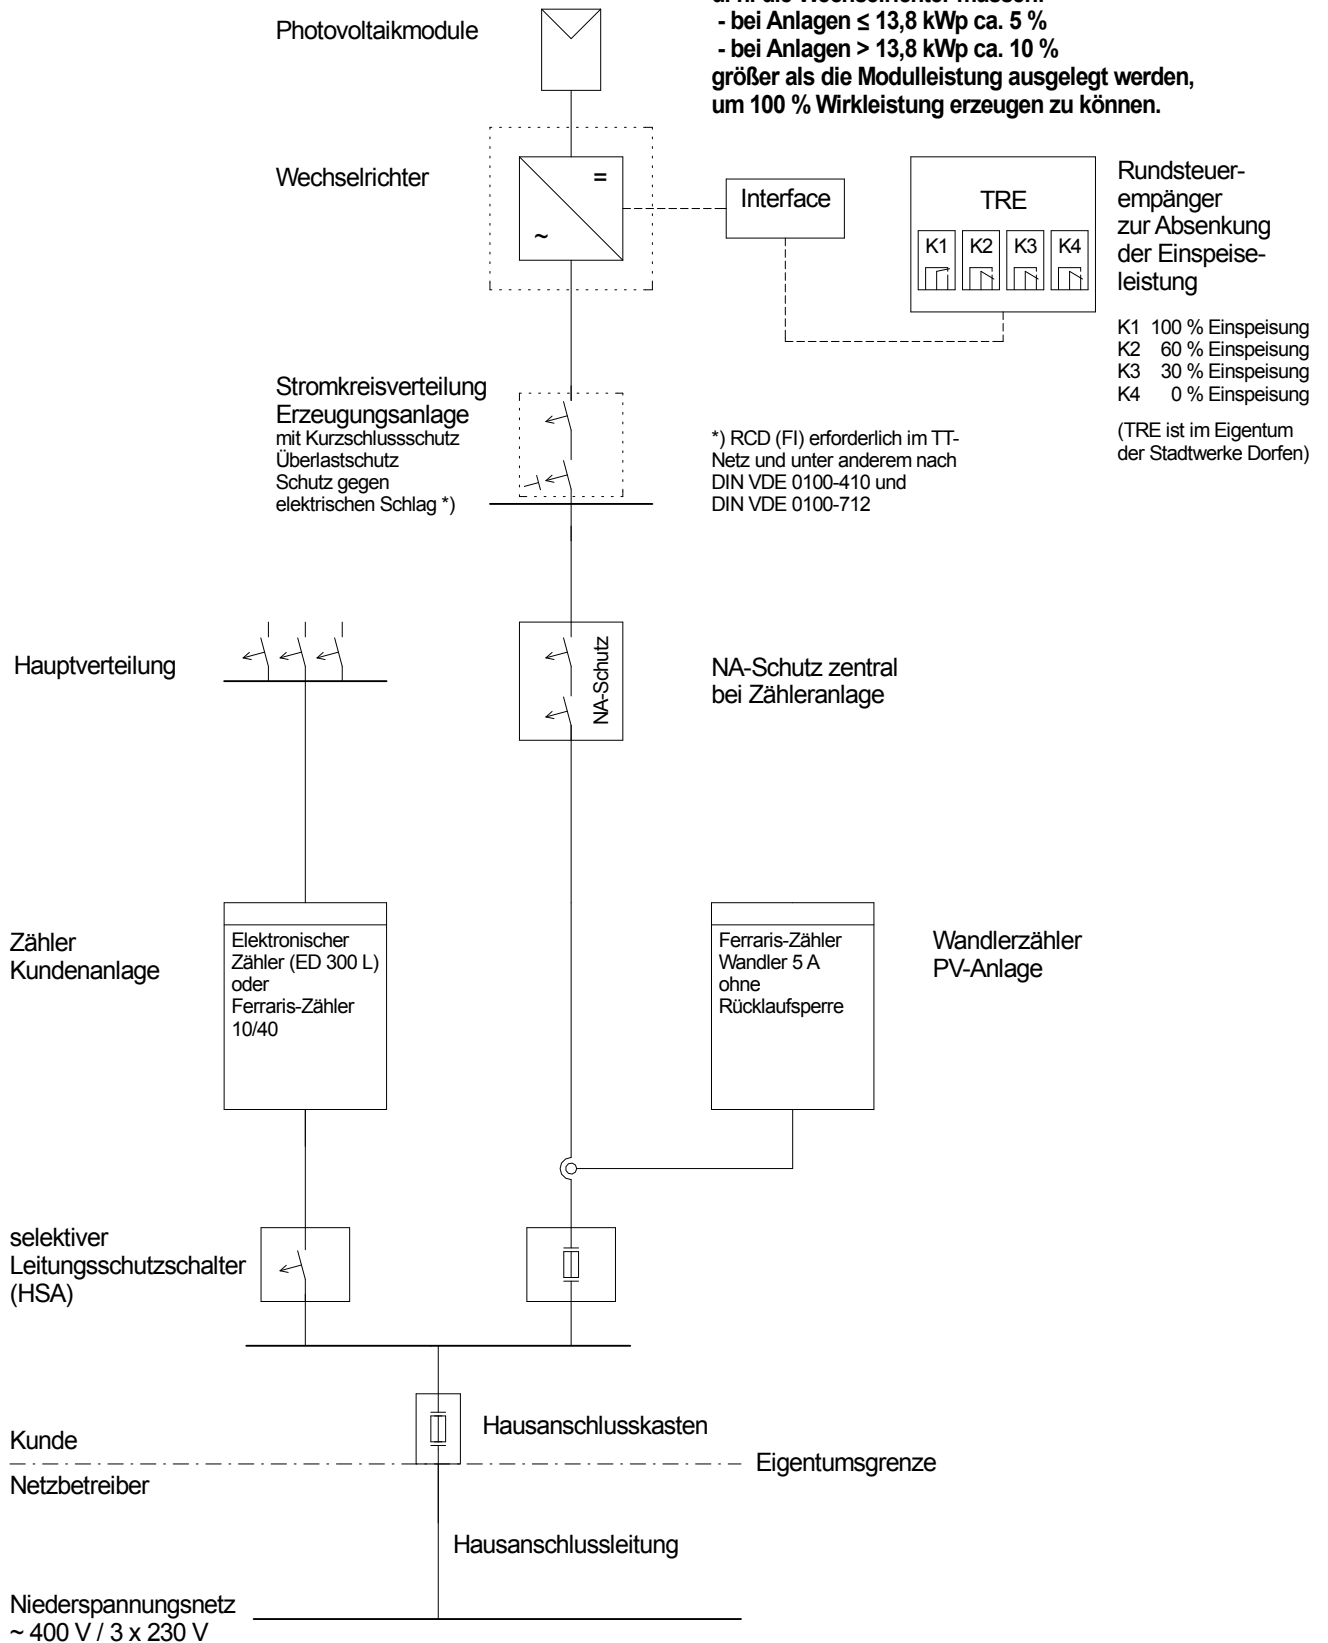 d. h. die Wechselrichter müssen:
- bei Anlagen ≤ 13,8 kWp ca. 5 %
- bei Anlagen > 13,8 kWp ca. 10 %
größer als die Modulleistung ausgelegt werden,
um 100 % Wirkleistung erzeugen zu können.
Photovoltaikmodule
Wechselrichter
=
~
Interface
TRE
K1 K2 K3 K4
Rundsteuer-
empänger
zur Absenkung
der Einspeise-
leistung
K1 100 % Einspeisung
K2 60 % Einspeisung
K3 30 % Einspeisung
K4 0 % Einspeisung
(TRE ist im Eigentum
der Stadtwerke Dorfen)
Stromkreisverteilung
Erzeugungsanlage
mit Kurzschlussschutz
Überlastschutz
Schutz gegen
elektrischen Schlag *)
*) RCD (FI) erforderlich im TT-
Netz und unter anderem nach
DIN VDE 0100-410 und
DIN VDE 0100-712
Hauptverteilung
NA-Schutz
NA-Schutz zentral
bei Zähleranlage
Zähler
Kundenanlage
Elektronischer
Zähler (ED 300 L)
oder
Ferraris-Zähler
10/40
Ferraris-Zähler
Wandler 5 A
ohne
Rücklaufsperre
Wandlerzähler
PV-Anlage
selektiver
Leitungsschutzschalter
(HSA)
Hausanschlusskasten
Kunde
Eigentumsgrenze
Netzbetreiber
Hausanschlussleitung
Niederspannungsnetz
~ 400 V / 3 x 230 V